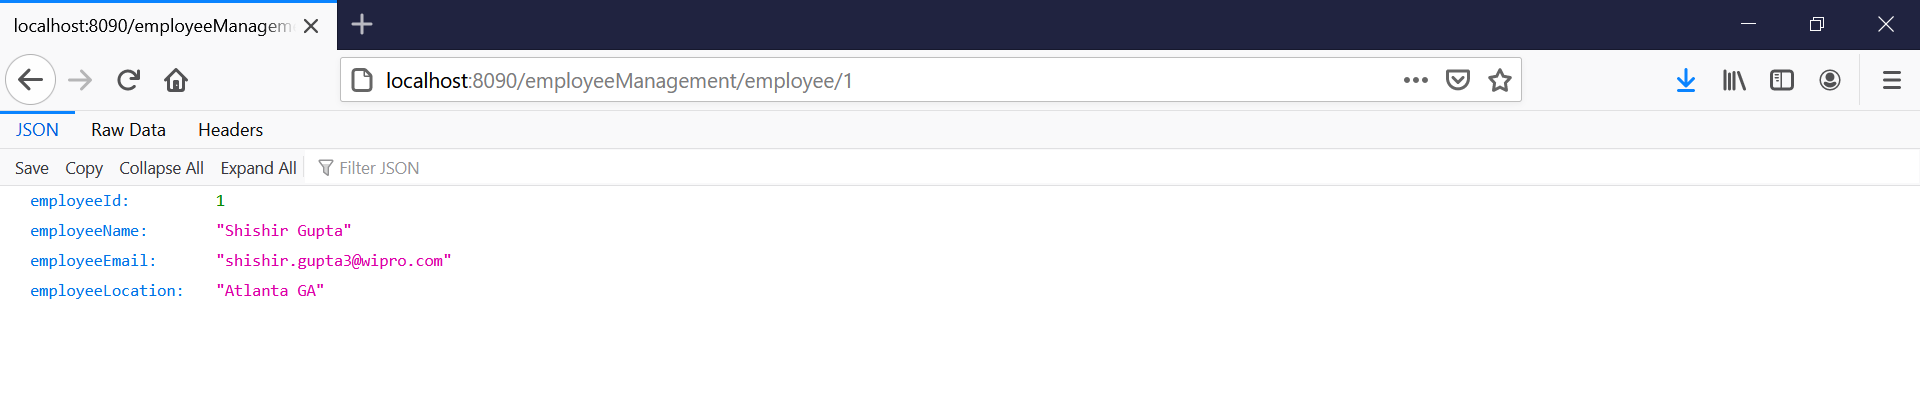 localhost:8090/employeeManagem
localhost:8090/employeeManagement/employee/1
JSON Raw Data Headers
Save Copy Collapse All Expand All Filter JSON
employeeId: 1
employeeName: "Shishir Gupta"
employeeEmail: "shishir.gupta3@wipro.com"
employeeLocation: "Atlanta GA"